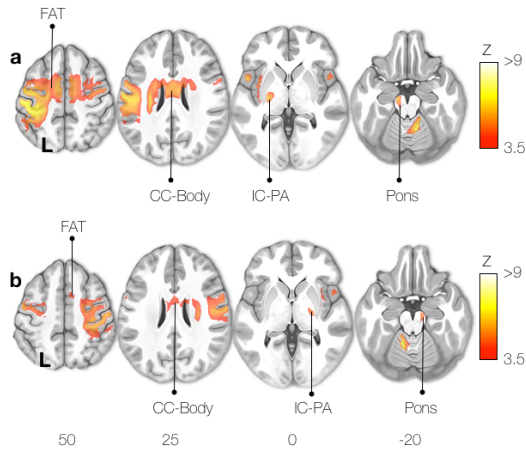 FAT
a
Z
>9
3.5
L
CC-Body
IC-PA
Pons
FAT
b
Z
>9
3.5
L
CC-Body
IC-PA
Pons
50
25
0
-20